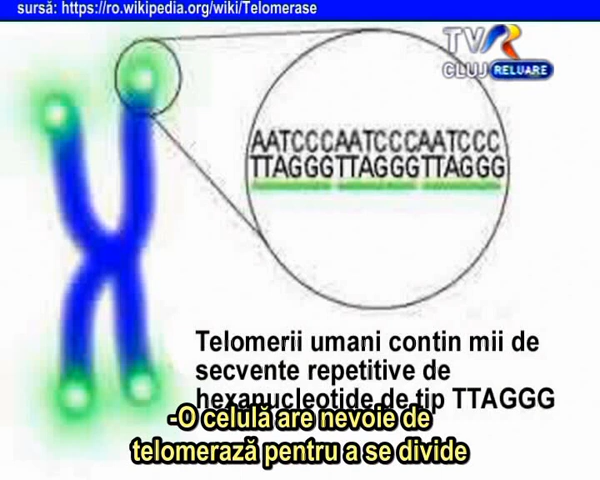 sursă: https://ro.wikipedia.org/wiki/Telomerase
TVR
CLUJ RELUARE
AATCCCAATCCCAATCCC
TTAGGGTTAGGGTTAGGG
Telomerii umani contin mii de
secvente repetitive de
hexanucleotide de tip TTAGGG
-O celulă are nevoie de
telomerază pentru a se divide